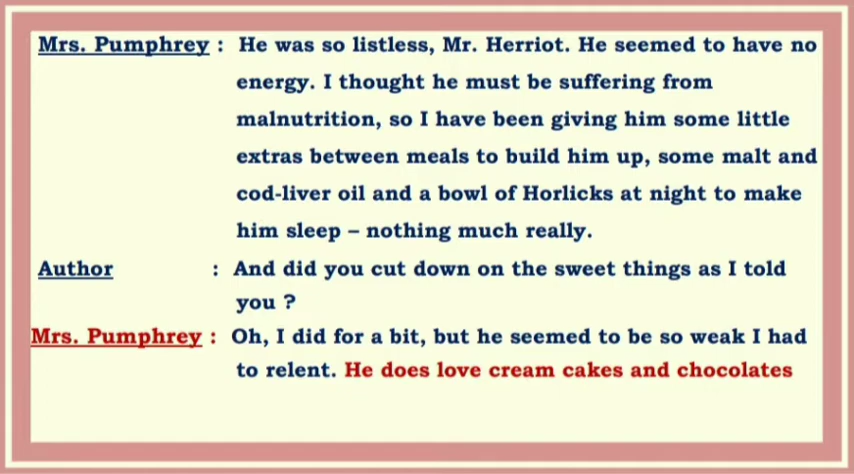 Mrs. Pumphrey : He was so listless, Mr. Herriot. He seemed to have no
energy. I thought he must be suffering from
malnutrition, so I have been giving him some little
extras between meals to build him up, some malt and
cod-liver oil and a bowl of Horlicks at night to make
him sleep – nothing much really.
Author : And did you cut down on the sweet things as I told
you ?
Mrs. Pumphrey : Oh, I did for a bit, but he seemed to be so weak I had
to relent. He does love cream cakes and chocolates